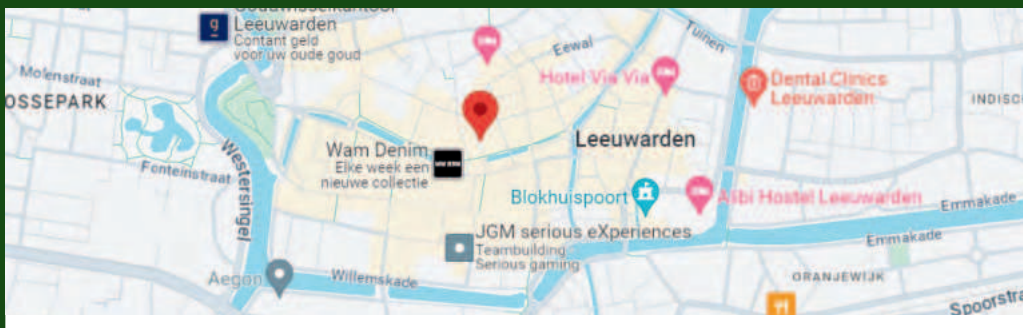 Goudwisselkantoor
Leeuwarden
Contant geld
voor uw oude goud
Tuinen
Eewal
Molenstraat
OSSEPARK
Hotel Via Via
Dental Clinics
Leeuwarden
INDISC
Wam Denim
Elke week een
nieuwe collectie
Leeuwarden
Fonteinstraat
Westersingel
Blokhuispoort
Alibi Hostel Leeuwarden
Emmakade
JGM serious eXperiences
Teambuilding,
Serious gaming
Emmakade
Aegon
Willemskade
ORANJEWIJK
Spoorstra